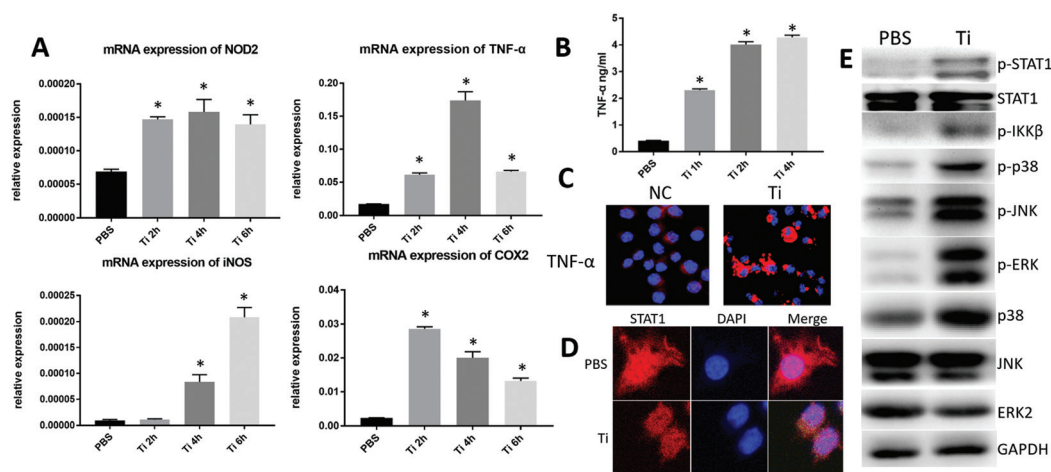 A
mRNA expression of NOD2
relative expression
0.00020
0.00015
0.00010
0.00005
0.00000
* * *
PBS Ti 2h Ti 4h Ti 6h
mRNA expression of TNF-α
relative expression
0.20
0.15
0.10
0.05
0.00
* * *
PBS Ti 2h Ti 4h Ti 6h
mRNA expression of iNOS
relative expression
0.00025
0.00020
0.00015
0.00010
0.00005
0.00000
* *
PBS Ti 2h Ti 4h Ti 6h
mRNA expression of COX2
relative expression
0.04
0.03
0.02
0.01
0.00
* * *
PBS Ti 2h Ti 4h Ti 6h
B
TNF-α ng/ml
5
4
3
2
1
0
* * *
PBS Ti 1h Ti 2h Ti 4h
C
NC Ti
TNF-α
D
STAT1 DAPI Merge
PBS
Ti
E
PBS Ti
p-STAT1
STAT1
p-IKKβ
p-p38
p-JNK
p-ERK
p38
JNK
ERK2
GAPDH